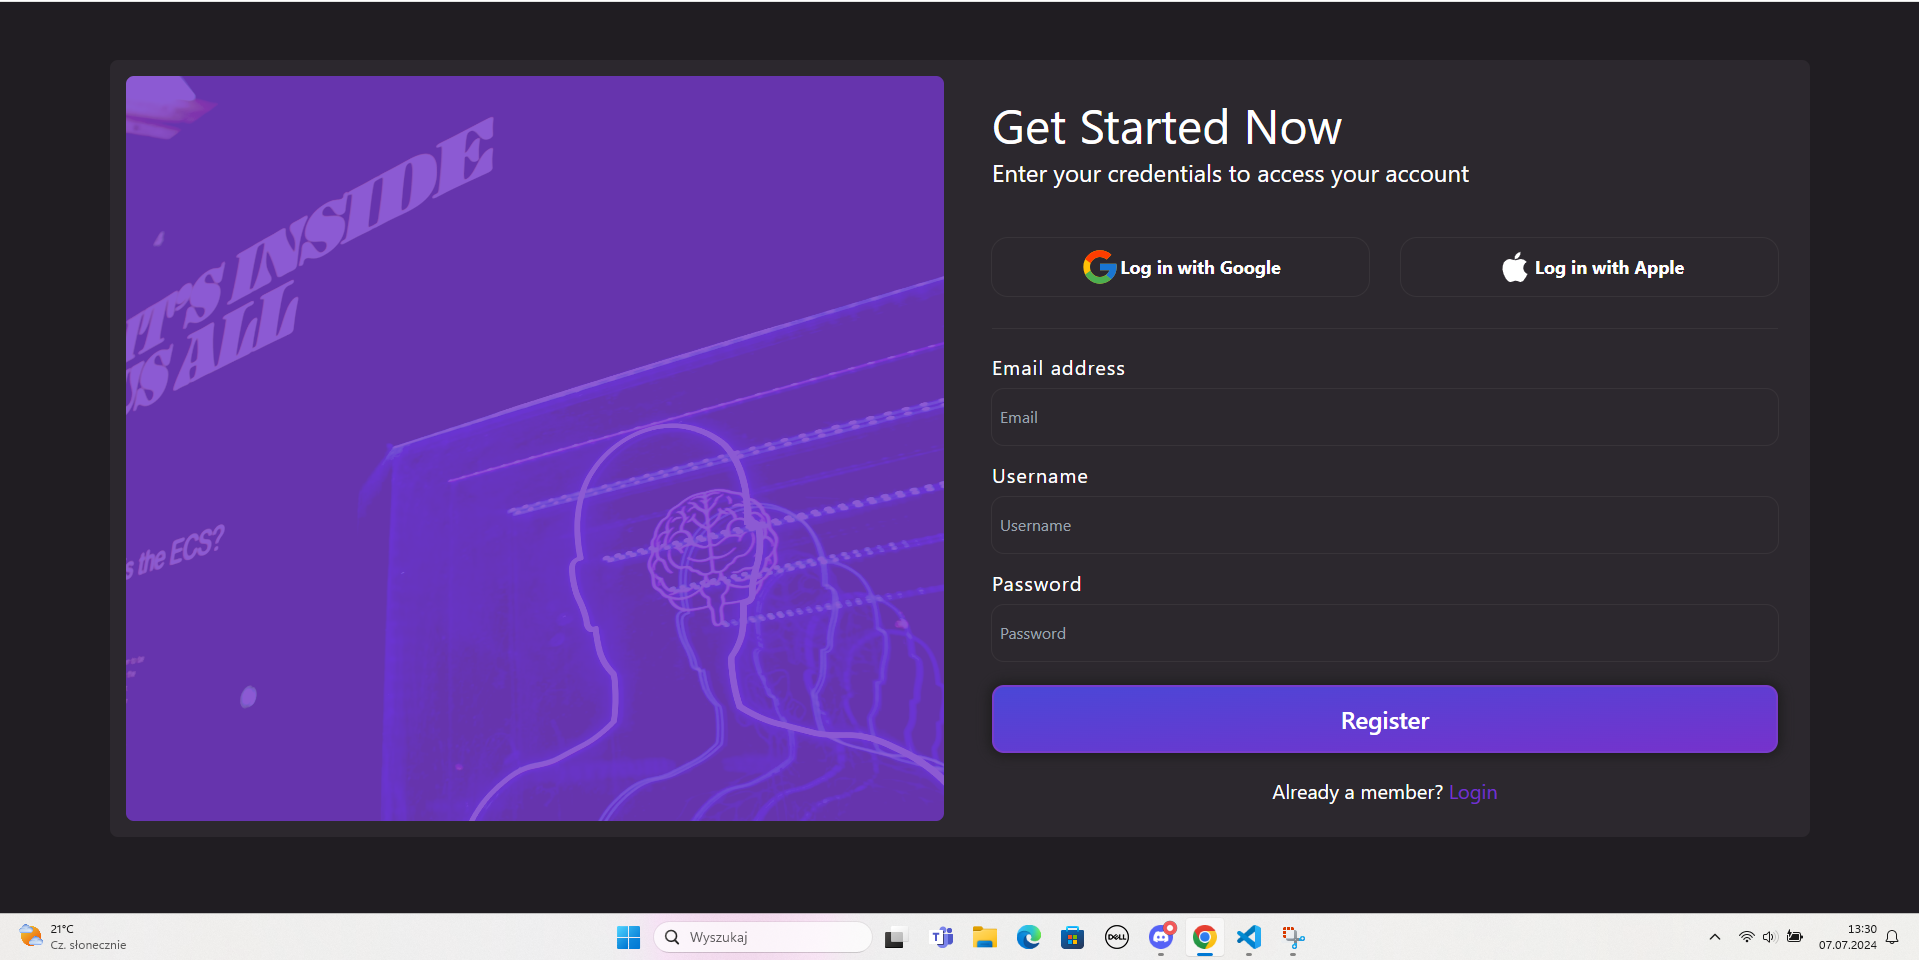 IT'S INSIDE
US ALL
s the ECS?
Get Started Now
Enter your credentials to access your account
Log in with Google
Log in with Apple
Email address
Email
Username
Username
Password
Password
Register
Already a member? Login
21°C
Cz. słonecznie
Wyszukaj
DELL
13:30
07.07.2024